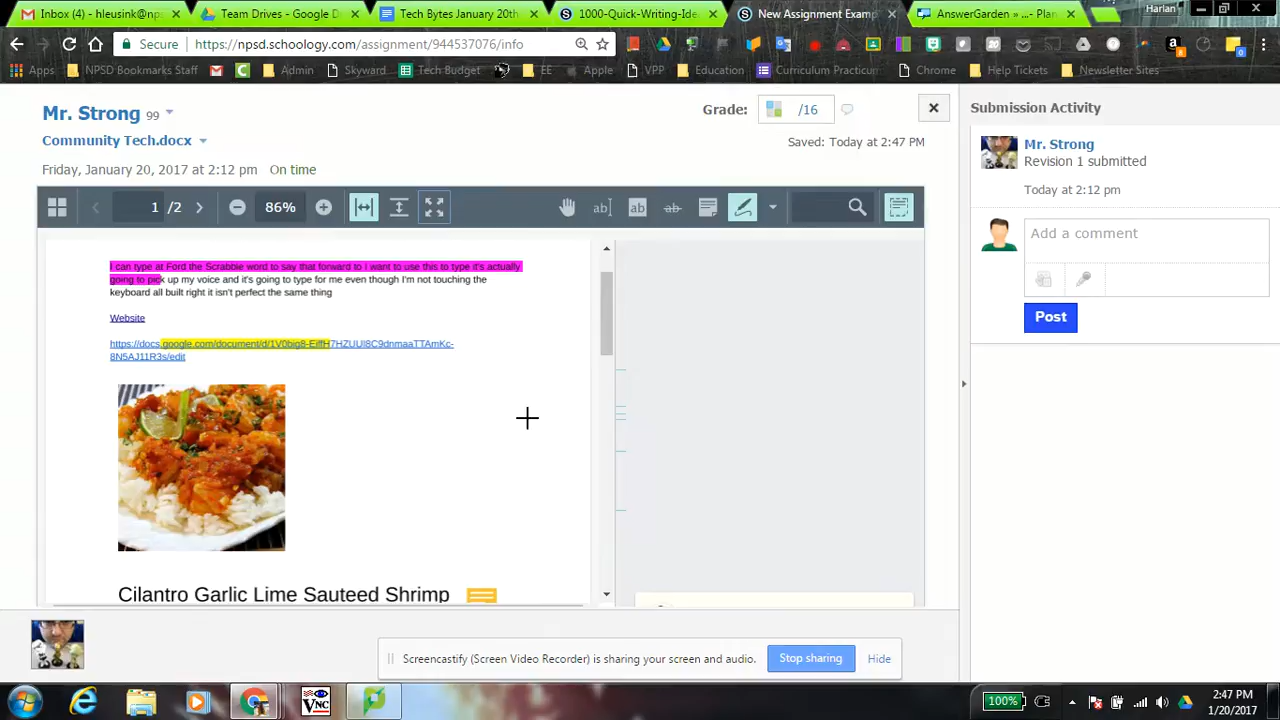 Inbox (4) - hleusink@nps
Team Drives - Google D
Tech Bytes January 20th
1000-Quick-Writing-Ide
New Assignment Examp
AnswerGarden » ... - Plan
Harlan
Secure
https://npsd.schoology.com/assignment/944537076/info
Apps
NPSD Bookmarks Staff
Admin
Skyward
Tech Budget
EE
Apple
VPP
Education
Curriculum Practicum
Chrome
Help Tickets
Newsletter Sites
Mr. Strong 99
Grade: /16
Community Tech.docx
Saved: Today at 2:47 PM
Friday, January 20, 2017 at 2:12 pm On time
1 /2 86%
I can type at Ford the Scrabble word to say that forward to i want to use this to type it's actually
going to pick up my voice and it's going to type for me even though I'm not touching the
keyboard all built right it isn't perfect the same thing
Website
https://docs.google.com/document/d/1V0big8-EiffH7HZUUI8C9dnmaaTTAmKc-
8N5AJ11R3s/edit
Cilantro Garlic Lime Sauteed Shrimp
Submission Activity
Mr. Strong
Revision 1 submitted
Today at 2:12 pm
Add a comment
Post
Screencastify (Screen Video Recorder) is sharing your screen and audio.
Stop sharing
Hide
VNC
100%
2:47 PM
1/20/2017